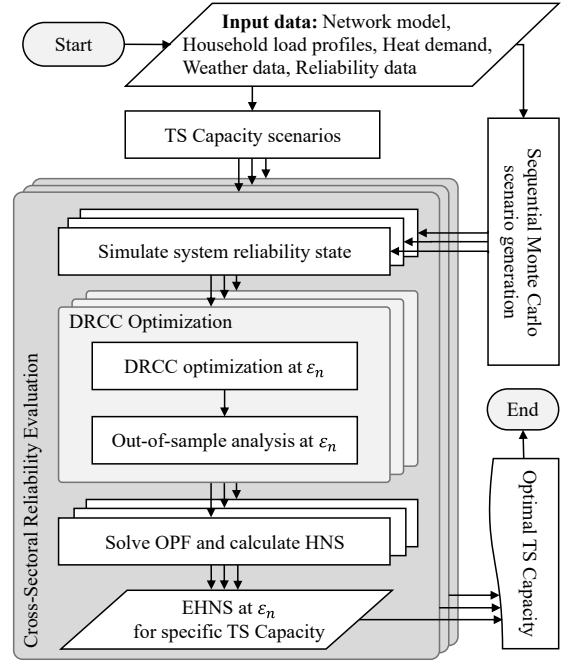 Start
Input data: Network model,
Household load profiles, Heat demand,
Weather data, Reliability data
TS Capacity scenarios
Sequential Monte Carlo
scenario generation
Simulate system reliability state
DRCC Optimization
DRCC optimization at εₙ
Out-of-sample analysis at εₙ
Cross-Sectoral Reliability Evaluation
Solve OPF and calculate HNS
EHNS at εₙ
for specific TS Capacity
Optimal TS Capacity
End